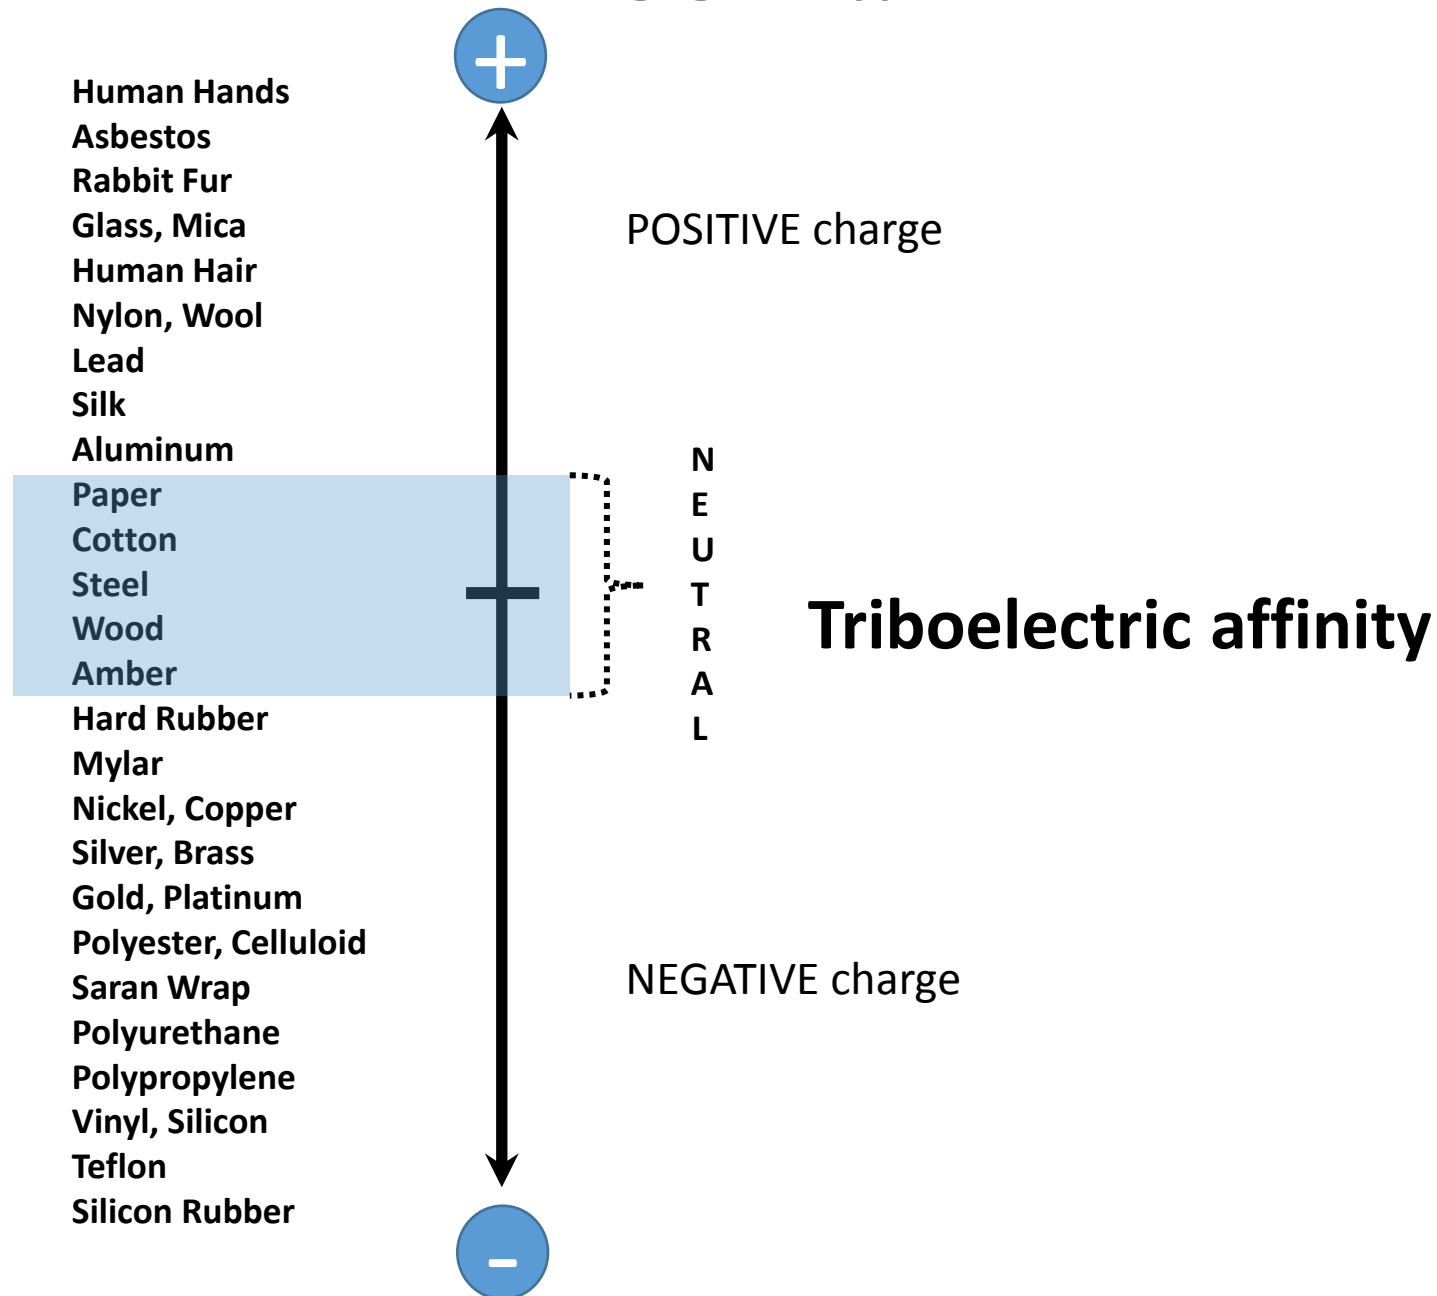 +
Human Hands
Asbestos
Rabbit Fur
Glass, Mica
POSITIVE charge
Human Hair
Nylon, Wool
Lead
Silk
Aluminum
Paper
Cotton
Steel
Wood
Amber
N
E
U
T
R
A
L
Triboelectric affinity
Hard Rubber
Mylar
Nickel, Copper
Silver, Brass
Gold, Platinum
Polyester, Celluloid
Saran Wrap
NEGATIVE charge
Polyurethane
Polypropylene
Vinyl, Silicon
Teflon
Silicon Rubber
-